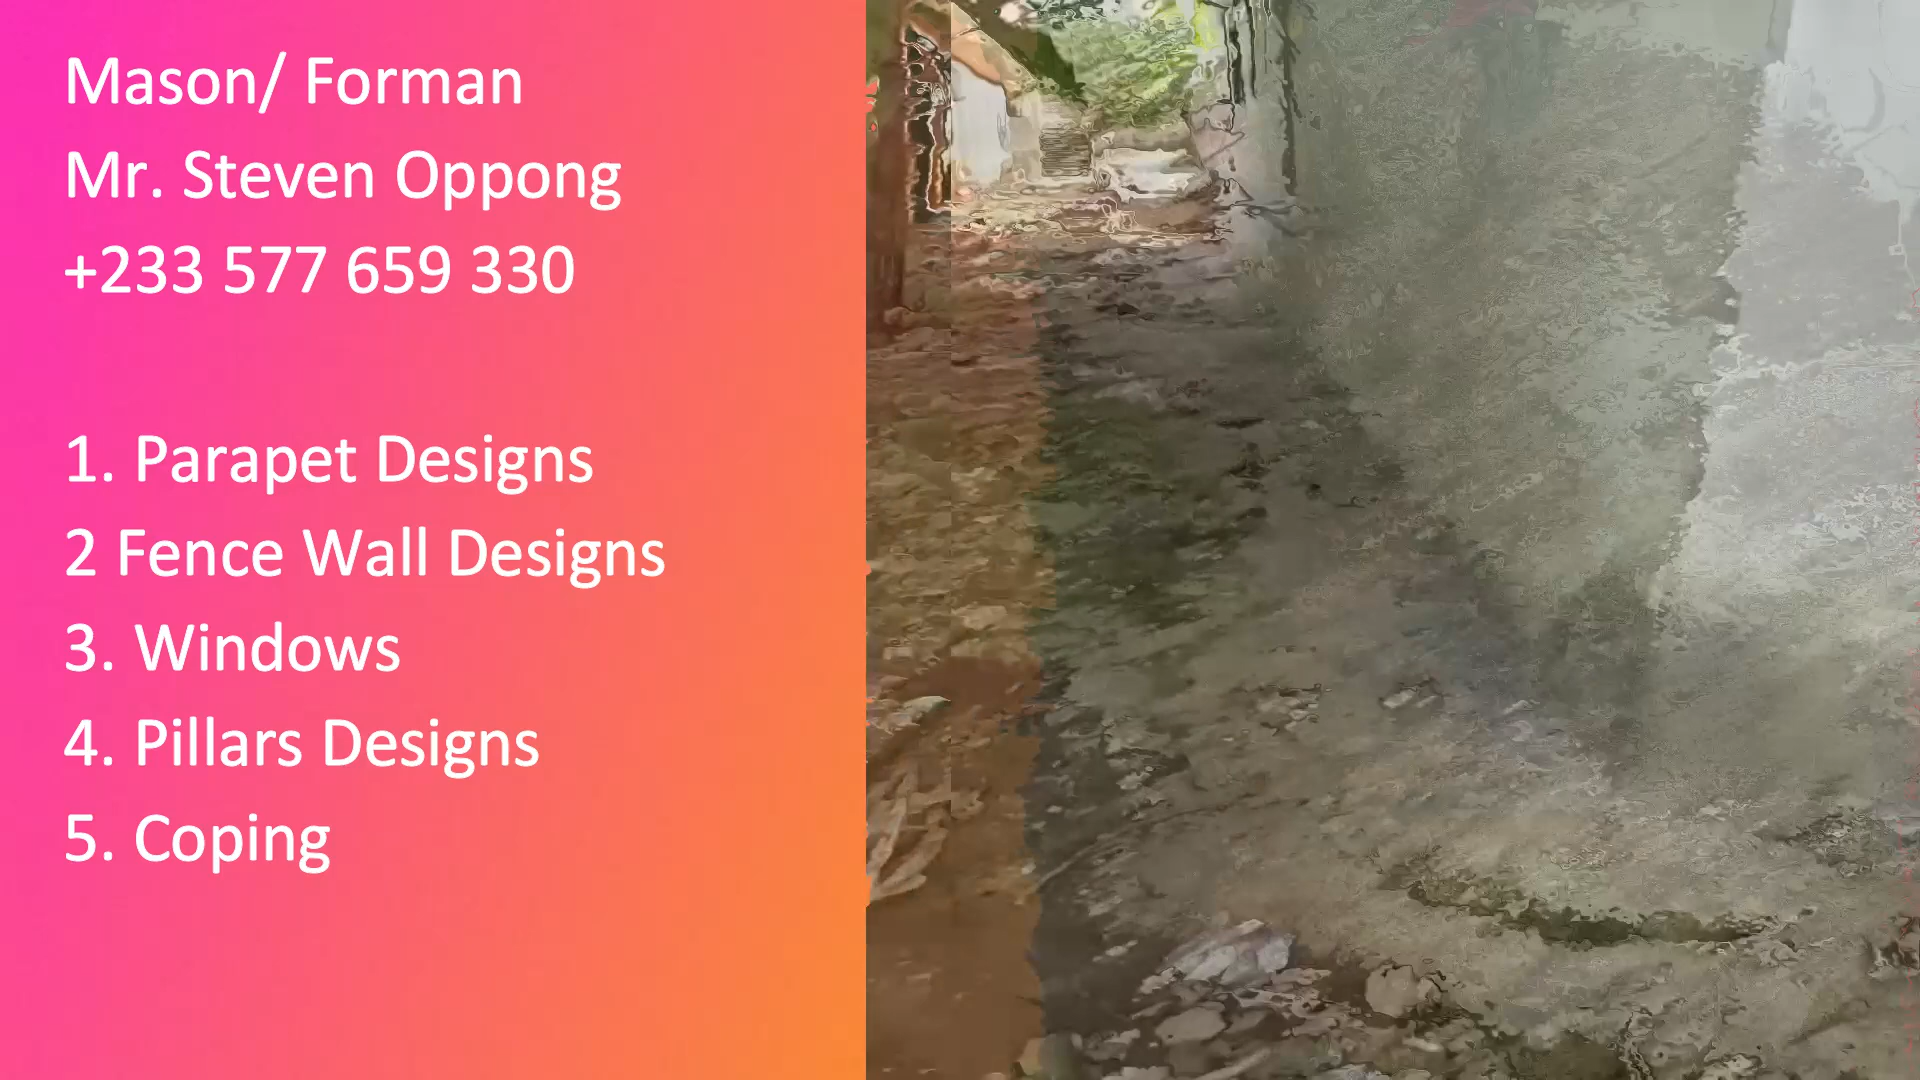 Mason/ Forman
Mr. Steven Oppong
+233 577 659 330
1. Parapet Designs
2 Fence Wall Designs
3. Windows
4. Pillars Designs
5. Coping